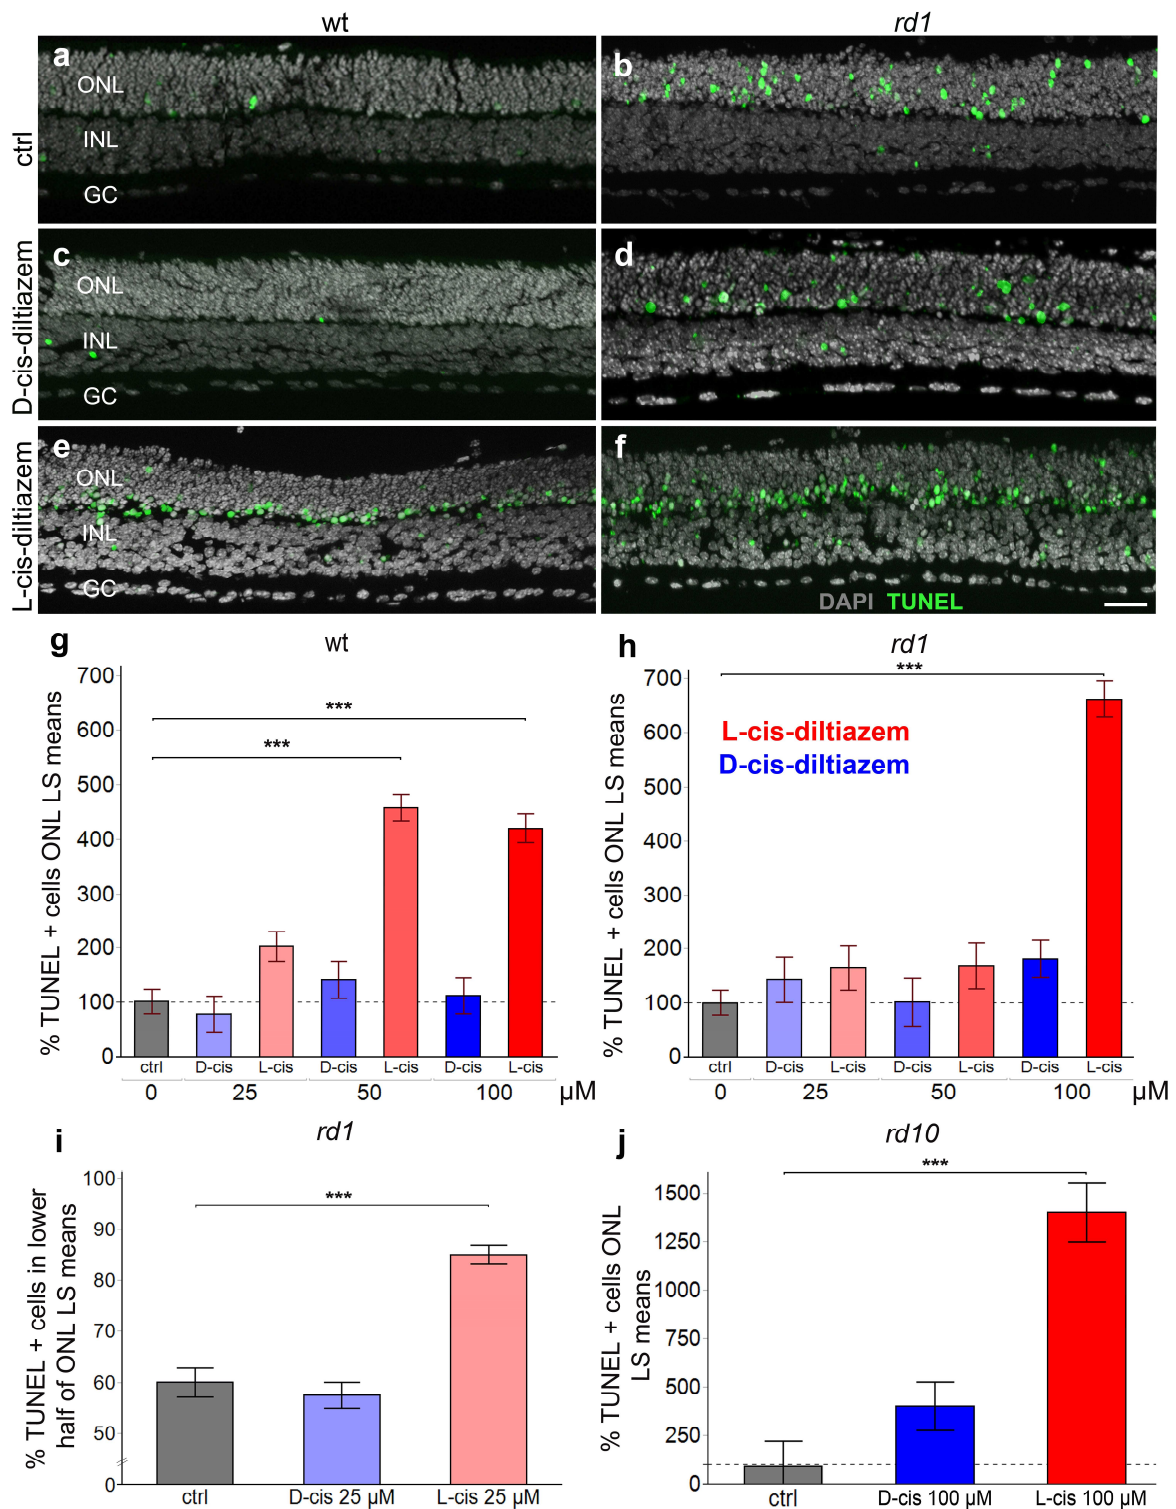 wt
rd1
ctrl
a
ONL
INL
GC
b
D-cis-diltiazem
c
ONL
INL
GC
d
L-cis-diltiazem
e
ONL
INL
GC
f
DAPI TUNEL
g
wt
% TUNEL + cells ONL LS means
700
600
500
400
300
200
100
0
***
***
ctrl D-cis L-cis D-cis L-cis D-cis L-cis
0 25 50 100 µM
h
rd1
% TUNEL + cells ONL LS means
700
600
500
400
300
200
100
0
***
L-cis-diltiazem
D-cis-diltiazem
ctrl D-cis L-cis D-cis L-cis D-cis L-cis
0 25 50 100 µM
i
rd1
% TUNEL + cells in lower
half of ONL LS means
100
90
80
70
60
50
0
***
ctrl D-cis 25 µM L-cis 25 µM
j
rd10
% TUNEL + cells ONL
LS means
1500
1250
1000
750
500
250
0
***
ctrl D-cis 100 µM L-cis 100 µM